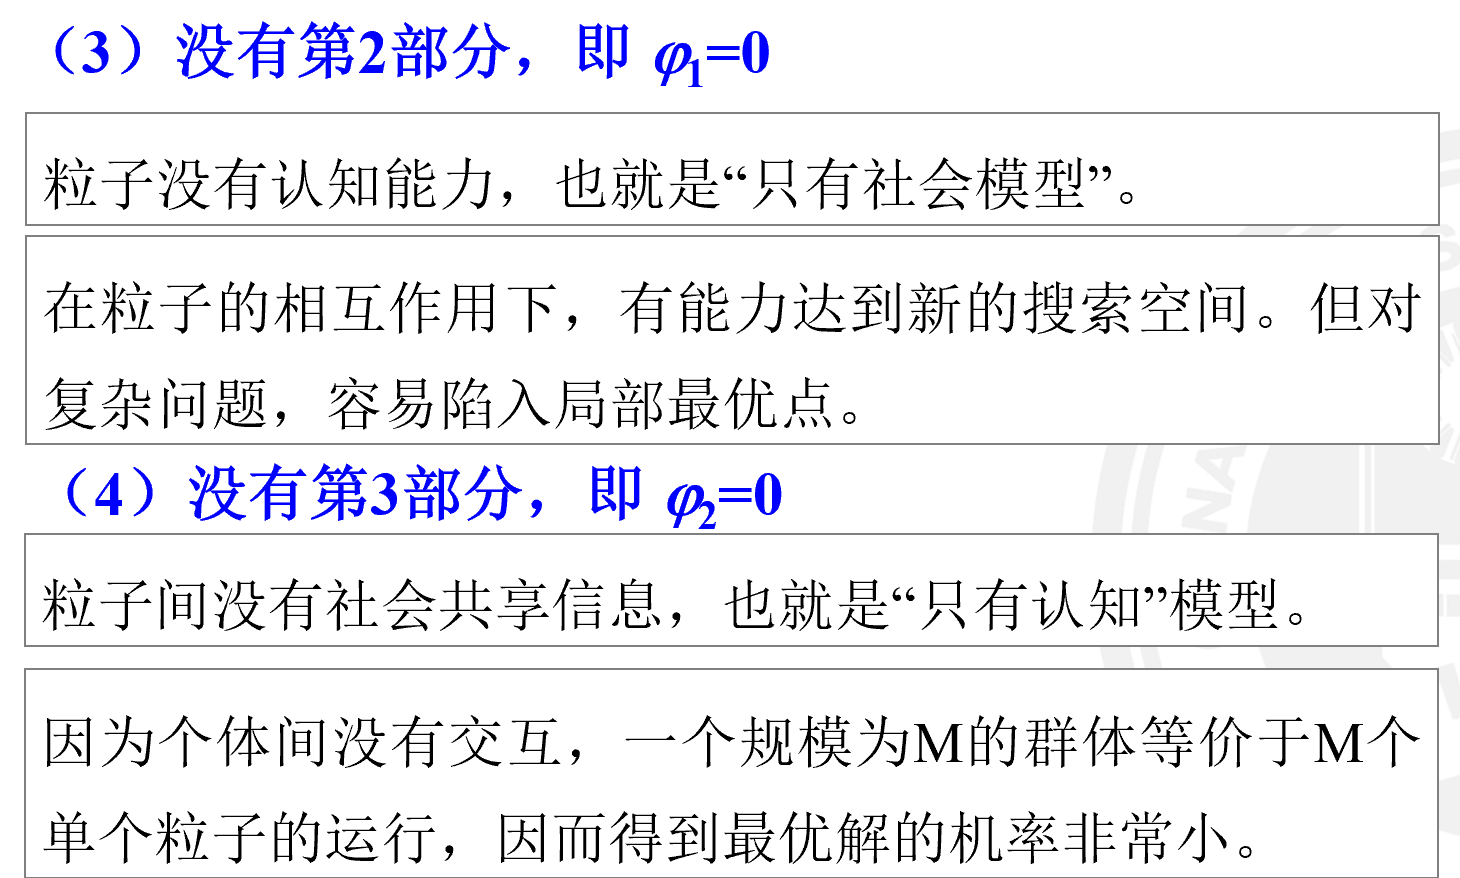 （3）没有第2部分，即 φ1=0
粒子没有认知能力，也就是“只有社会模型”。
在粒子的相互作用下，有能力达到新的搜索空间。但对
复杂问题，容易陷入局部最优点。
（4）没有第3部分，即 φ2=0
粒子间没有社会共享信息，也就是“只有认知”模型。
因为个体间没有交互，一个规模为M的群体等价于M个
单个粒子的运行，因而得到最优解的机率非常小。